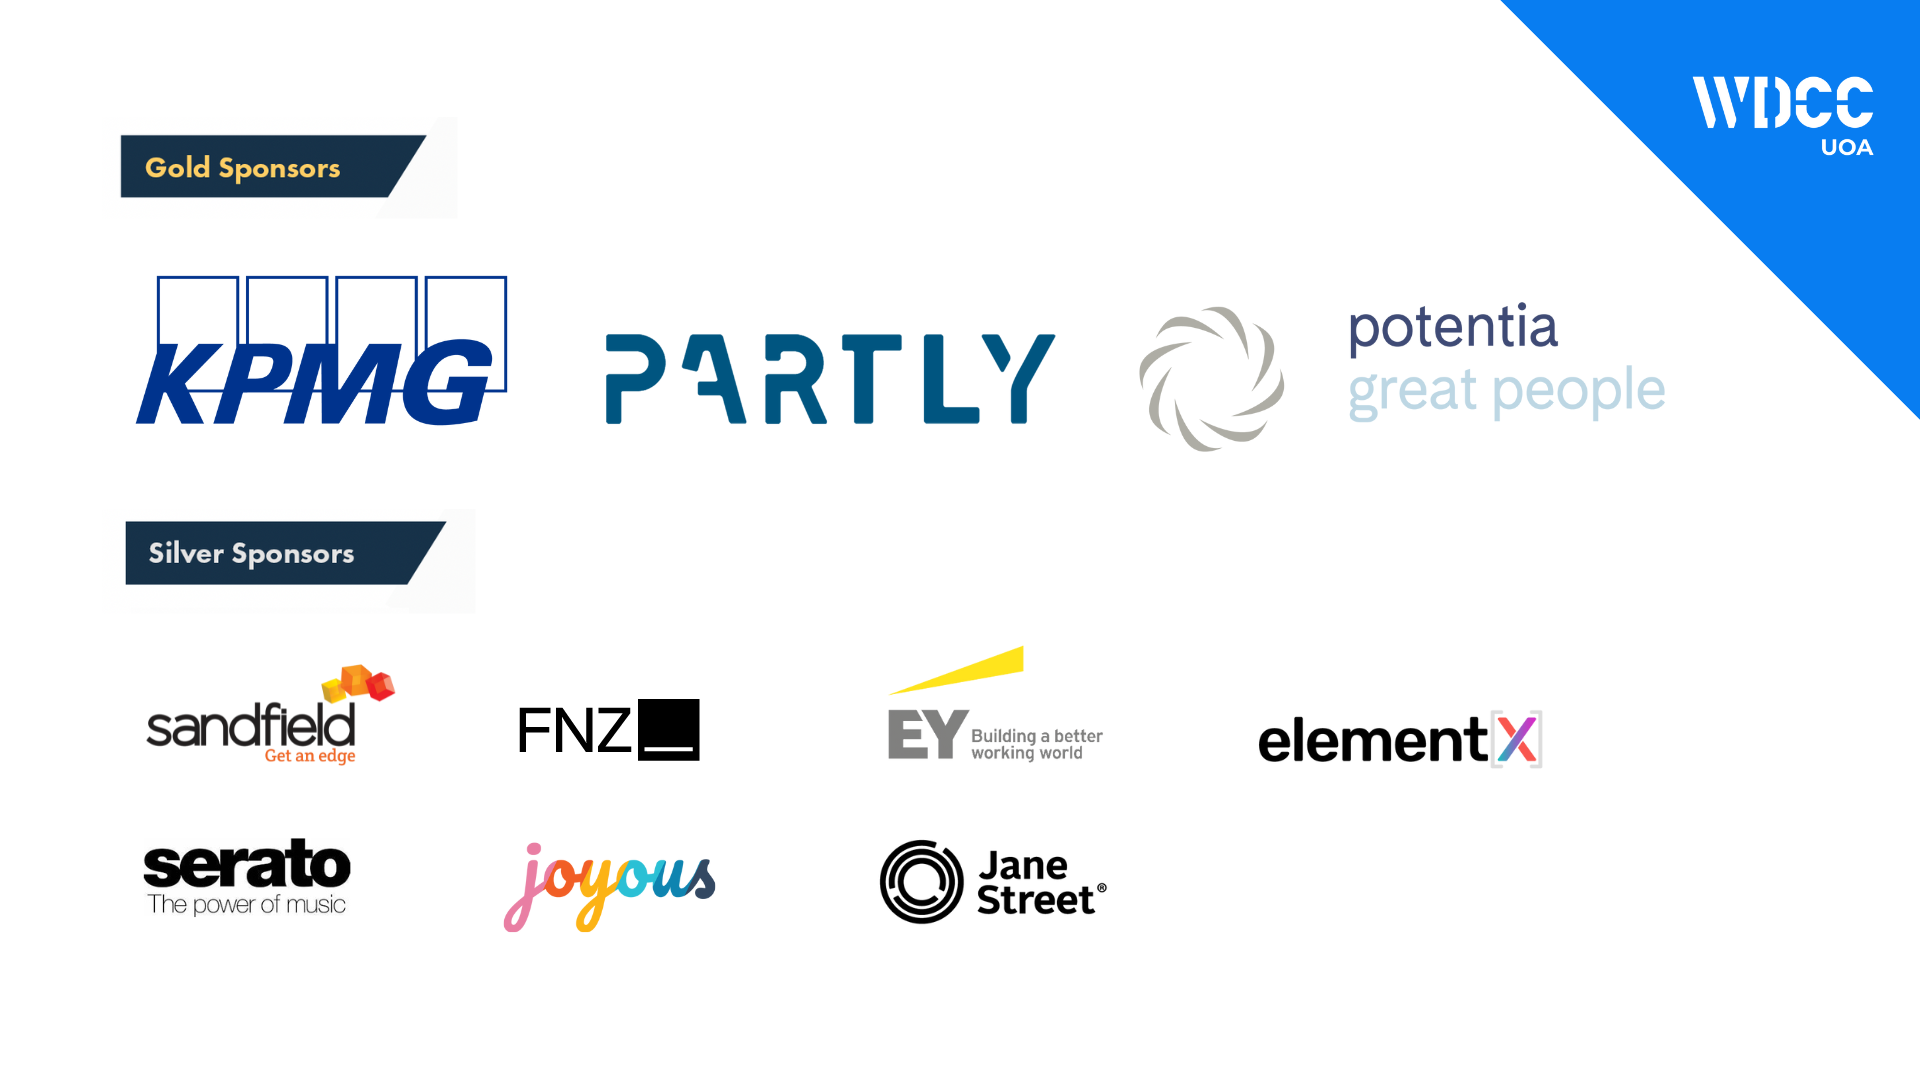 WDCC
UOA
Gold Sponsors
KPMG
PARTLY
potentia
great people
Silver Sponsors
sandfield
Get an edge
FNZ
EY Building a better
working world
element[X]
serato
The power of music
joyous
Jane
Street®